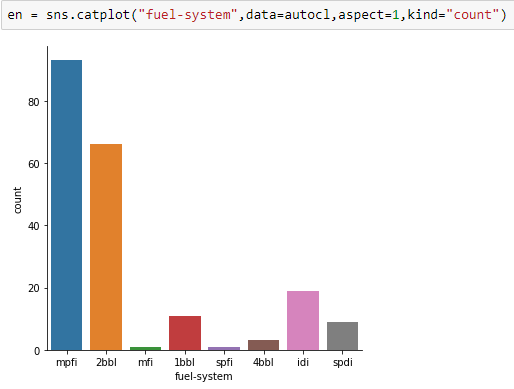 en = sns.catplot("fuel-system",data=autocl,aspect=1,kind="count")
80
60
40
20
0
count
mpfi 2bbl mfi 1bbl spfi 4bbl idi spdi
fuel-system